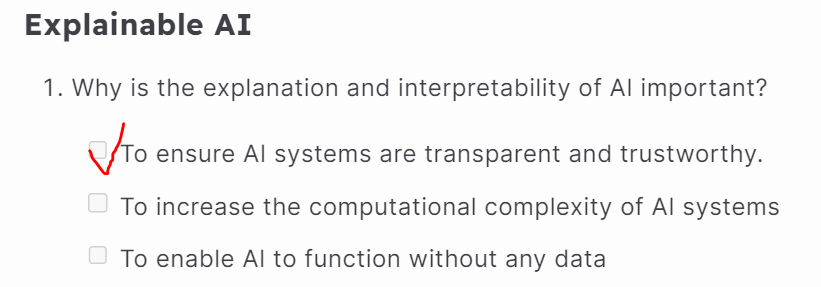 Explainable AI
1. Why is the explanation and interpretability of AI important?
To ensure AI systems are transparent and trustworthy.
To increase the computational complexity of AI systems
To enable AI to function without any data